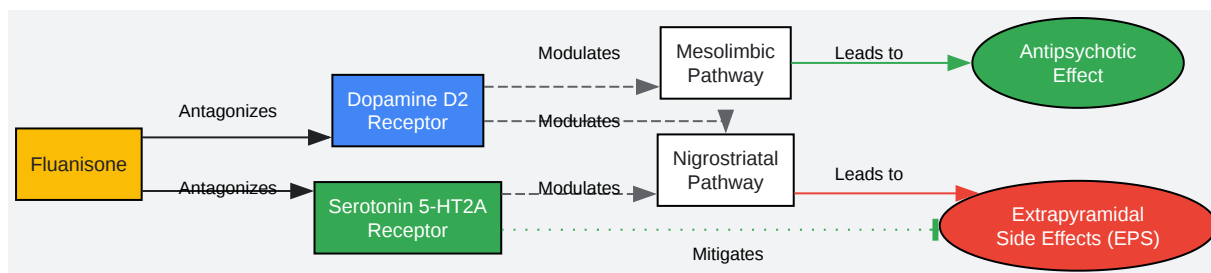 Fluanisone
Antagonizes
Antagonizes
Dopamine D2
Receptor
Serotonin 5-HT2A
Receptor
Modulates
Modulates
Modulates
Mitigates
Mesolimbic
Pathway
Nigrostriatal
Pathway
Leads to
Leads to
Antipsychotic
Effect
Extrapyramidal
Side Effects (EPS)